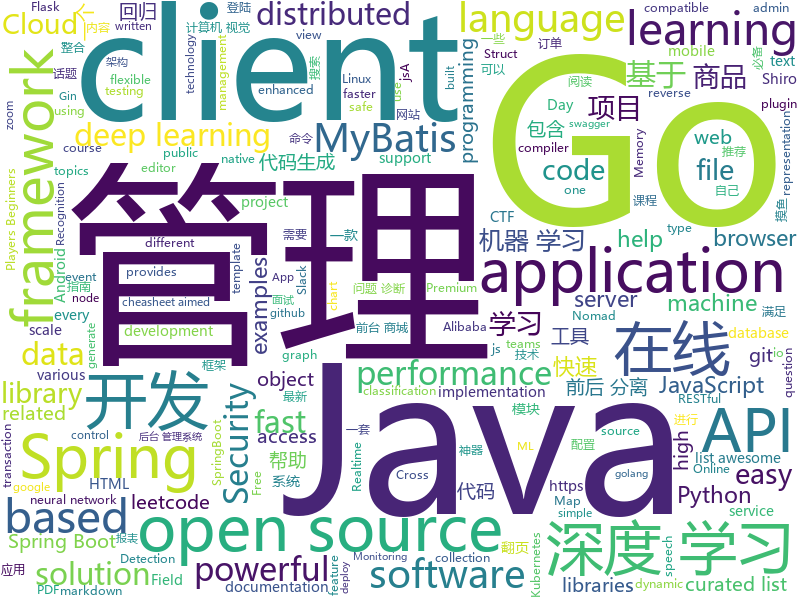 Flask
计算机 视觉
登陆
内容
written
compatible
admin
Cloud
回归
distributed
language
learning
整合
架构
view
搜索
Linux
订单
mobile
必备
话题
Gin
flexible
testing
enhanced
jsA
网站
一些
Struct
可以
基于
商品
text
Shiro
technology
management
faster
safe
use
programming
阅读
Map
reverse
zoom
using
built
Day
项目
plugin
framework
client
Go
deep learning
命令
MyBatis
包含
web
推荐
swagger
course
public
native
代码生成
support
compiler
Memory
自己
摸鱼
representation
topics
editor
code
file
one
课程
Players Beginners
Android
Recognition
project
CTF
机器 学习
help
type
browser
different
需要
一款
application
指南
event
App
template
examples
Slack
provides
node
cheasheet aimed
管理
问题 诊断
Premium
server
machine
满足
every
github
chart
前台 商城
Alibaba
学习
工具
Nomad
在线
database
scale
generate
development
面试
js
技术
data
various
框架
graph
performance
快速
git
io
开发
object
classification
implementation
前后 分离
JavaScript
library
related
最新
Java
RESTful
question
transaction
control
Security
fast
access
一套
模块
source
high
API
Spring
后台 管理系统
SpringBoot
帮助
list awesome
Online
HTML
google
系统
神器
ML
进行
配置
easy
neural network
leetcode
代码
https
golang
Python
based
open source
Cross
Realtime
Map
simple
service
Spring Boot
报表
Free
Detection
Monitoring
solution
Field
翻页
Kubernetes
深度 学习
应用
powerful
feature
deploy
collection
software
speech
libraries
dynamic
curated list
PDF
markdown
documentation
teams